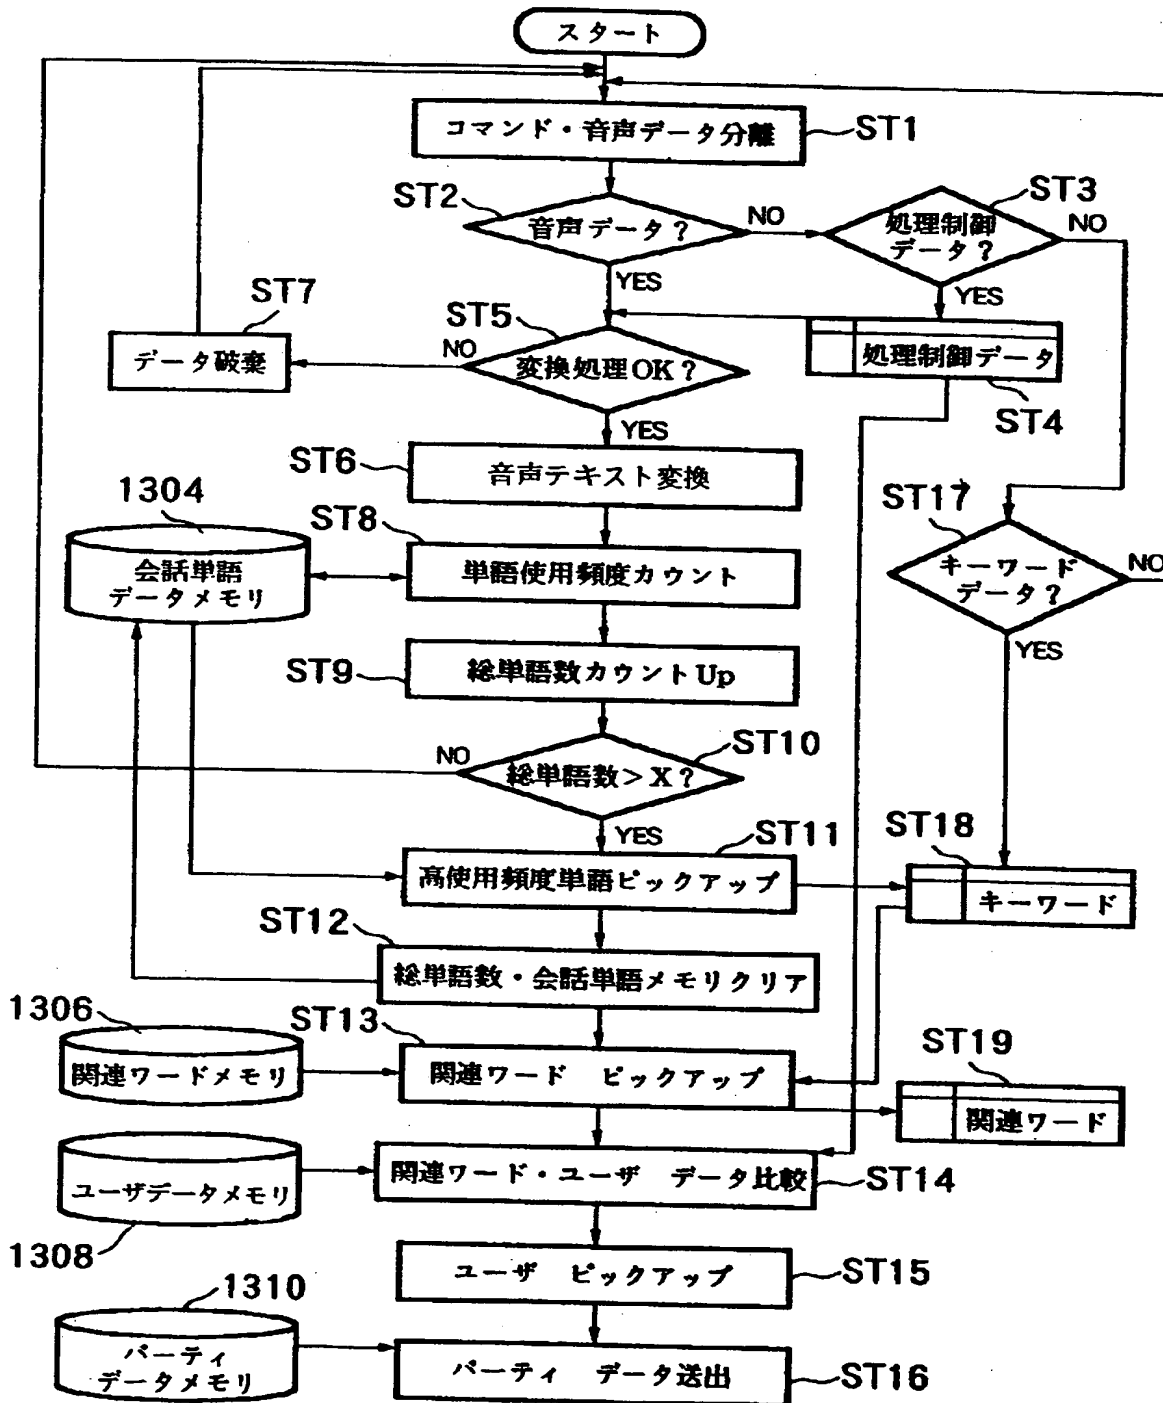 スタート
コマンド・音声データ分離
ST1
ST2
音声データ?
NO
ST3
処理制御
データ?
NO
YES
YES
ST7
データ破棄
NO
ST5
変換処理OK?
処理制御データ
ST4
YES
ST6
音声テキスト変換
1304
会話単語
データメモリ
ST8
単語使用頻度カウント
ST17
キーワード
データ?
NO
YES
ST9
総単語数カウントUp
NO
ST10
総単語数>X?
YES
ST11
高使用頻度単語ピックアップ
ST18
キーワード
ST12
総単語数・会話単語メモリクリア
1306
関連ワードメモリ
ST13
関連ワード ピックアップ
ST19
関連ワード
ユーザデータメモリ
1308
関連ワード・ユーザ データ比較
ST14
ユーザ ピックアップ
ST15
1310
パーティ
データメモリ
パーティ データ送出
ST16